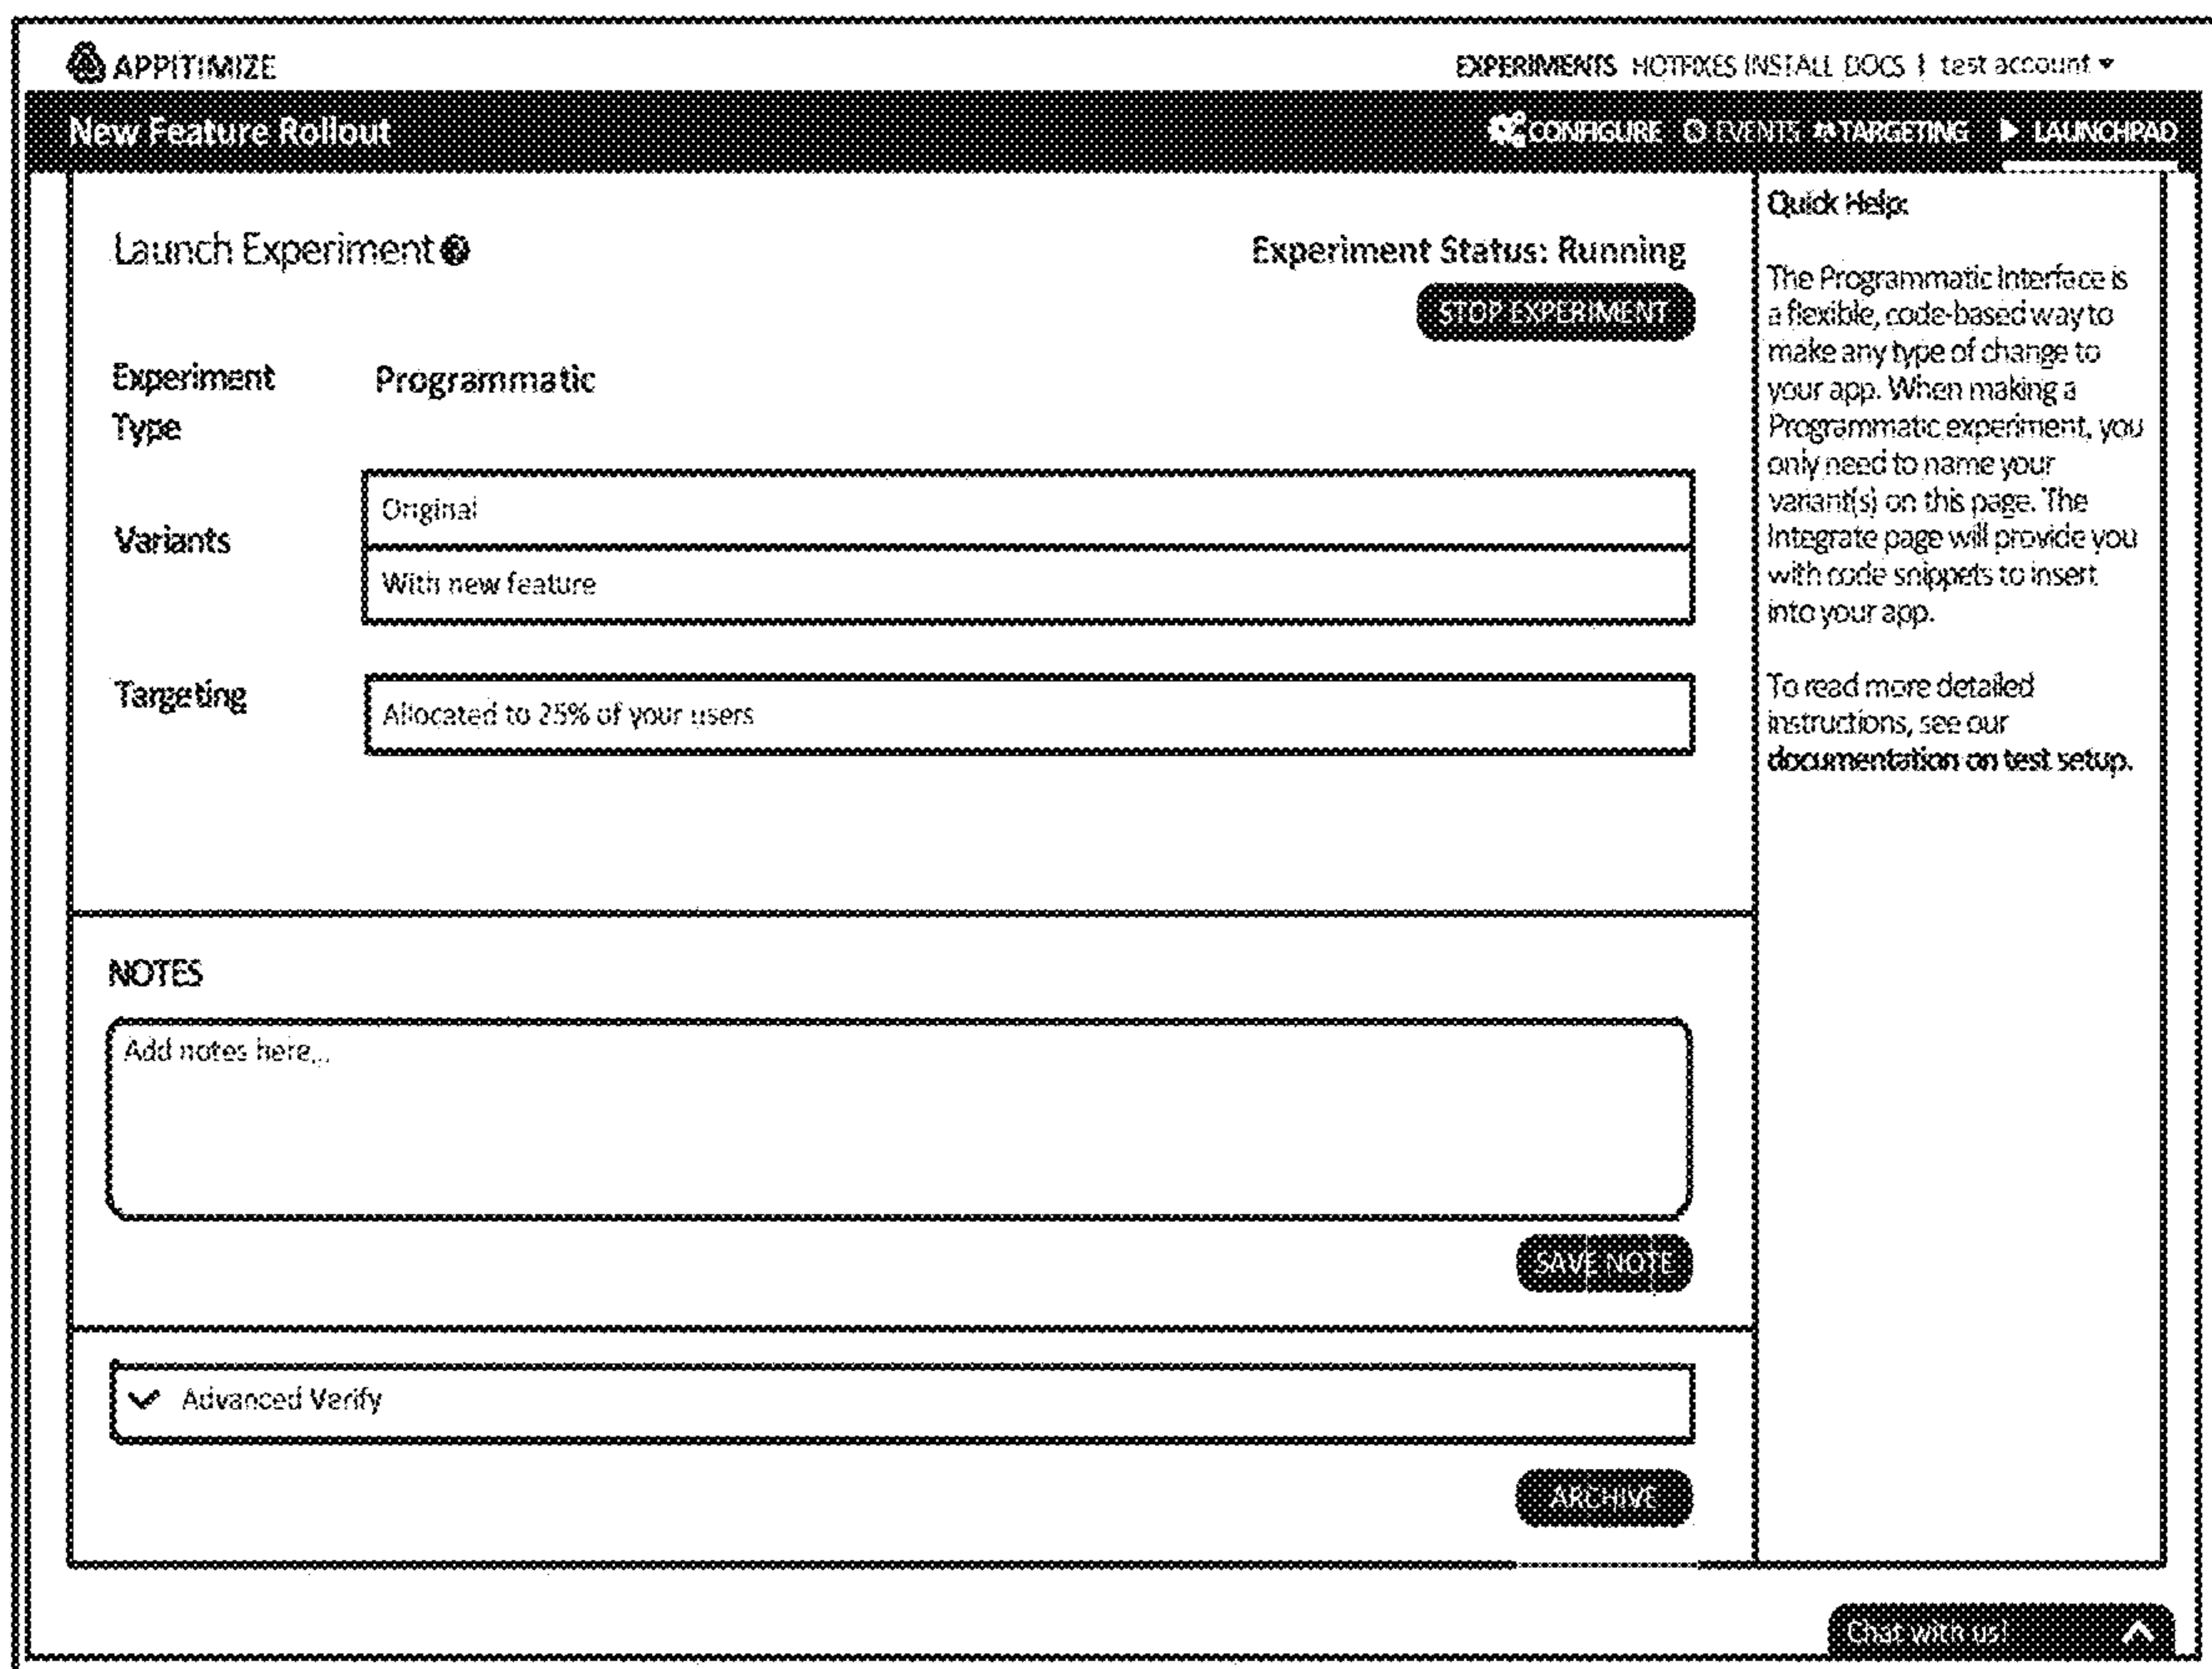 APPITIMIZE
EXPERIMENTS HOTFIXES INSTALL DOCS | test account
New Feature Rollout
CONFIGURE EVENTS TARGETING LAUNCHPAD
Launch Experiment
Experiment Status: Running
STOP EXPERIMENT
Experiment
Type
Programmatic
Variants
Original
With new feature
Targeting
Allocated to 25% of your users
NOTES
Add notes here...
SAVE NOTE
Advanced Verify
ARCHIVE
Quick Help:
The Programmatic Interface is
a flexible, code-based way to
make any type of change to
your app. When making a
Programmatic experiment, you
only need to name your
variant(s) on this page. The
Integrate page will provide you
with code snippets to insert
into your app.
To read more detailed
instructions, see our
documentation on test setup.
Chat with us!